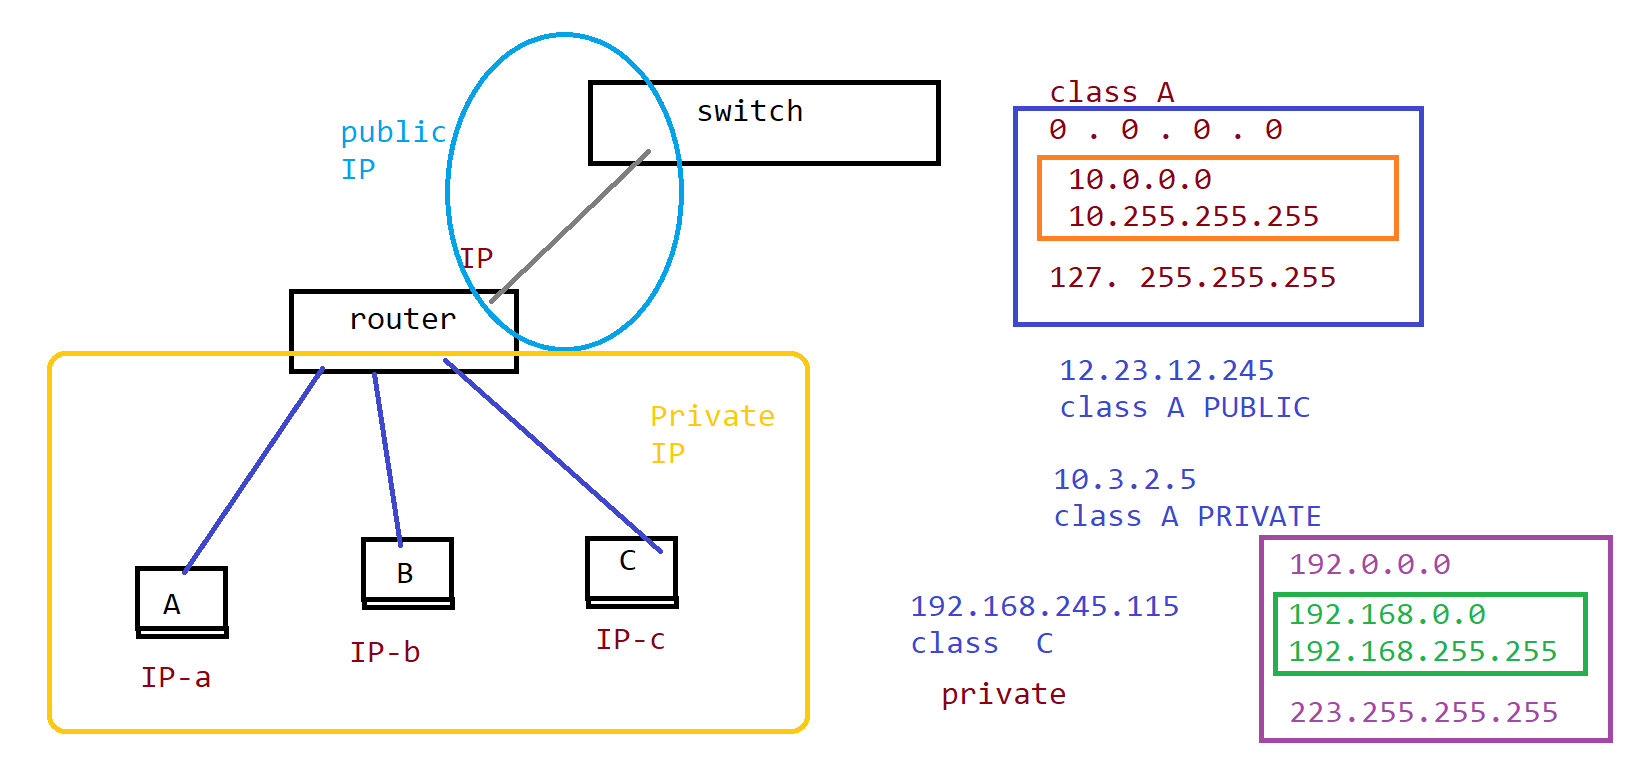 switch
public
IP
IP
router
Private
IP
A
B
C
IP-a
IP-b
IP-c
class A
0 . 0 . 0 . 0
10.0.0.0
10.255.255.255
127. 255.255.255
12.23.12.245
class A PUBLIC
10.3.2.5
class A PRIVATE
192.168.245.115
class  C
private
192.0.0.0
192.168.0.0
192.168.255.255
223.255.255.255